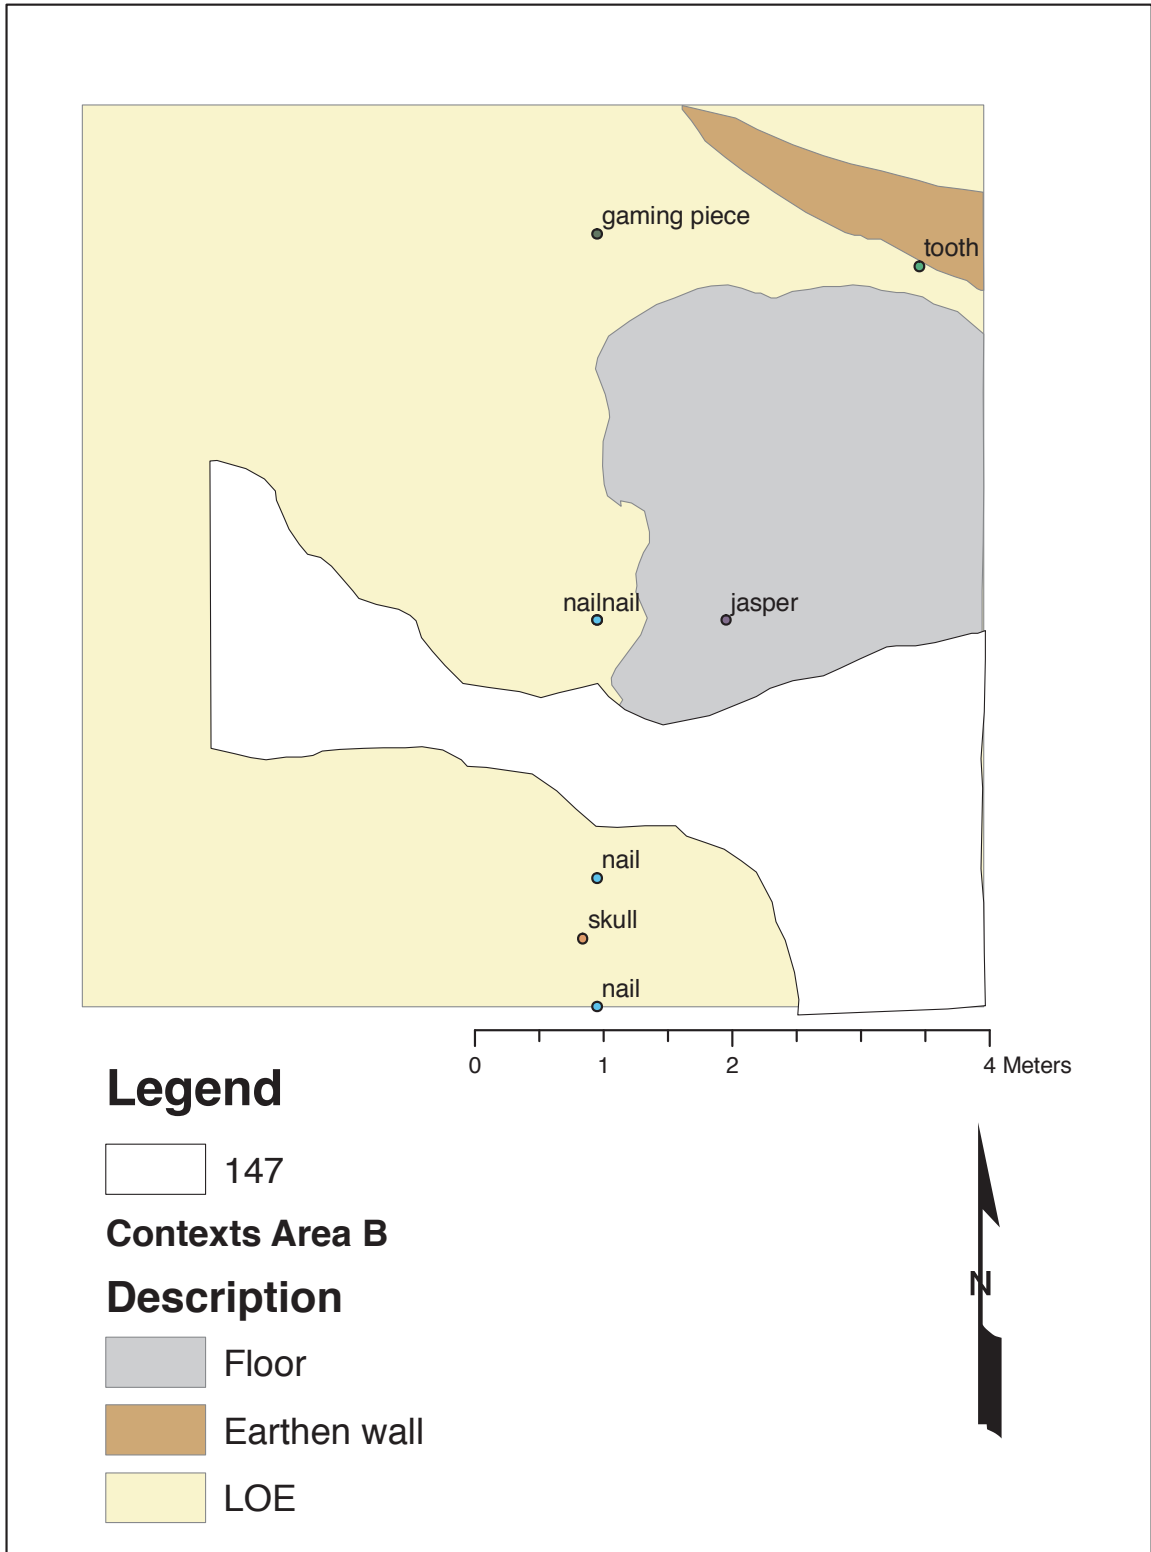 gaming piece
tooth
nailnail
jasper
nail
skull
nail
0 1 2 4 Meters
Legend
147
Contexts Area B
Description
Floor
Earthen wall
LOE
N